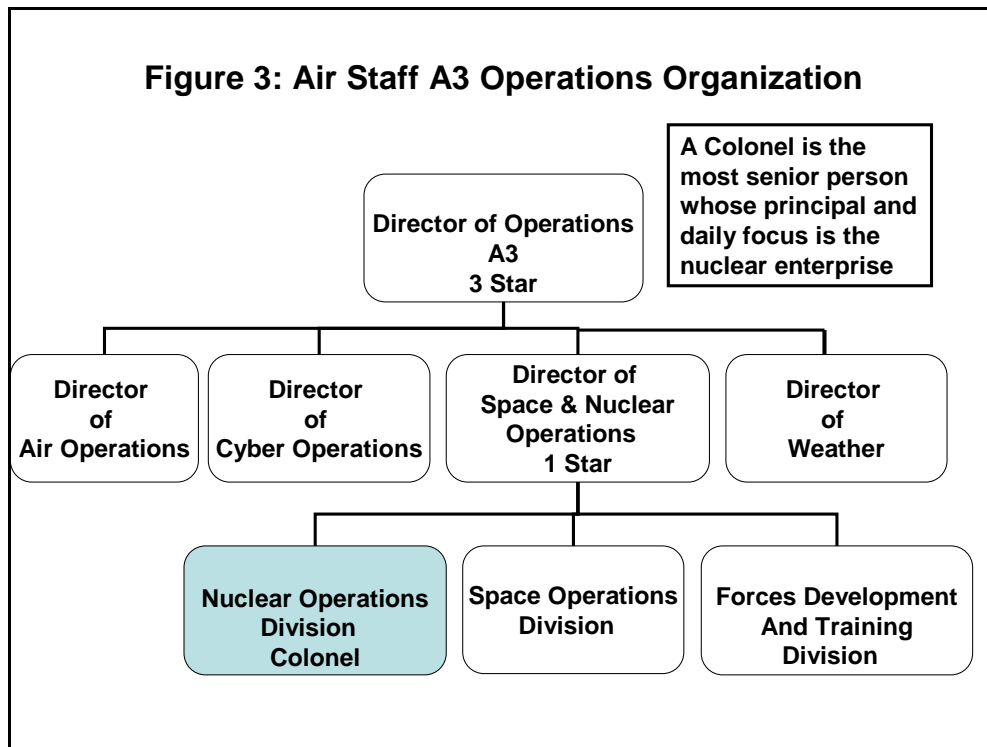 Figure 3: Air Staff A3 Operations Organization
A Colonel is the
most senior person
whose principal and
daily focus is the
nuclear enterprise
Director of Operations
A3
3 Star
Director
of
Air Operations
Director
of
Cyber Operations
Director of
Space & Nuclear
Operations
1 Star
Director
of
Weather
Nuclear Operations
Division
Colonel
Space Operations
Division
Forces Development
And Training
Division